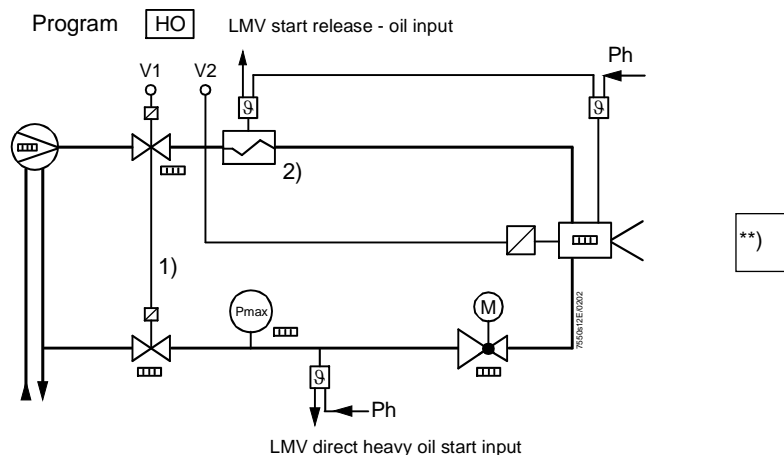 Program HO LMV start release - oil input
Ph
V1 V2
ϑ ϑ
2)
**)
1)
Pmax
M
7550s12E/0202
ϑ
Ph
LMV direct heavy oil start input